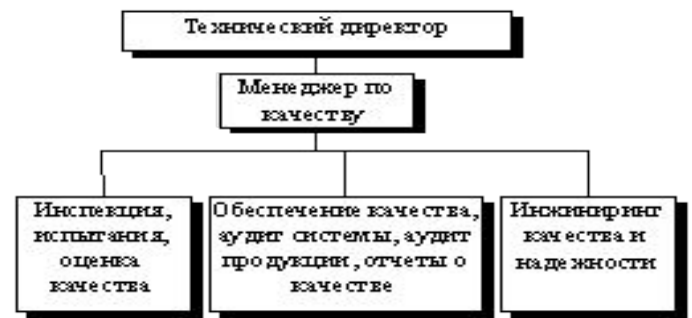 Технический директор
Менеджер по
качеству
Инспекция,
испытания,
оценка
качества
Обеспечение качества,
аудит системы, аудит
продукции, отчеты о
качестве
Инжиниринг
качества и
надежности